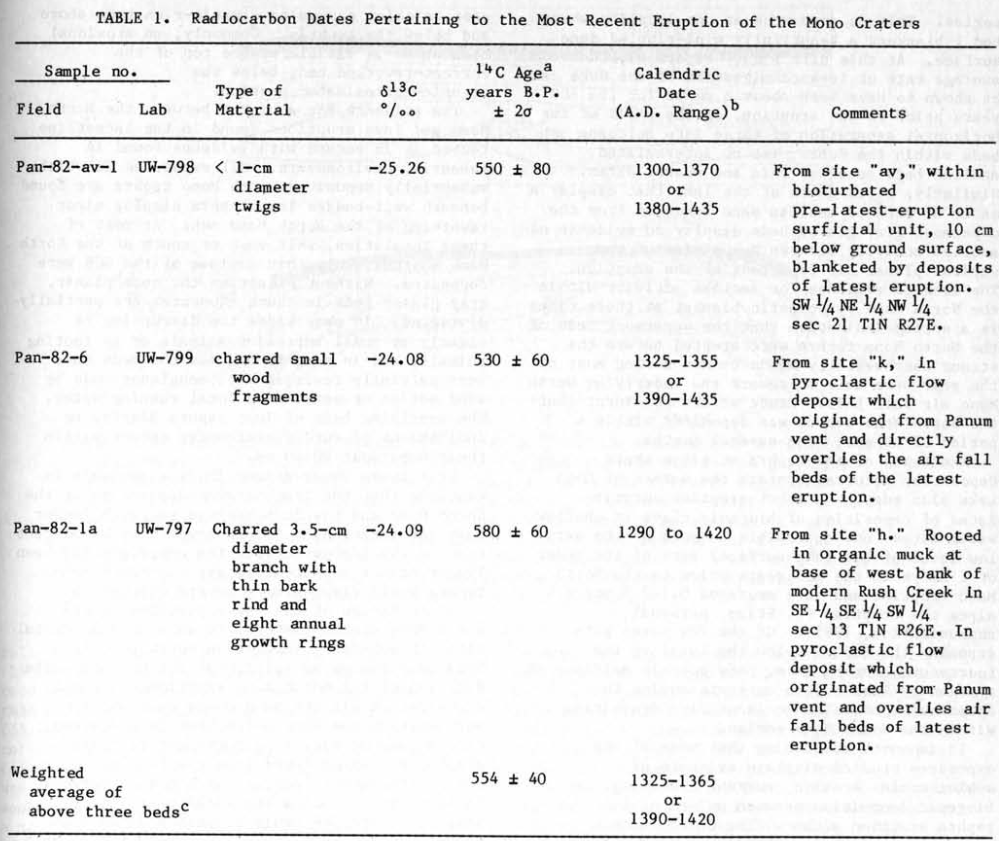 TABLE 1. Radiocarbon Dates Pertaining to the Most Recent Eruption of the Mono Craters
Sample no. ¹⁴C Ageᵃ Calendric
Type of δ¹³C years B.P. Date
Field Lab Material °/oo ± 2σ (A.D. Range)ᵇ Comments
Pan-82-av-1 UW-798 < 1-cm -25.26 550 ± 80 1300-1370 From site av, within
diameter or bioturbated
twigs 1380-1435 pre-latest-eruption
surficial unit, 10 cm
below ground surface,
blanketed by deposits
of latest eruption.
SW 1/4 NE 1/4 NW 1/4
sec 21 T1N R27E.
Pan-82-6 UW-799 charred small -24.08 530 ± 60 1325-1355 From site "k," in
wood or pyroclastic flow
fragments 1390-1435 deposit which
originated from Panum
vent and directly
overlies the air fall
beds of the latest
eruption.
Pan-82-1a UW-797 Charred 3.5-cm -24.09 580 ± 60 1290 to 1420 From site "h." Rooted
diameter in organic muck at
branch with base of west bank of
thin bark modern Rush Creek in
rind and SE 1/4 SE 1/4 SW 1/4
eight annual sec 13 T1N R26E. In
growth rings pyroclastic flow
deposit which
originated from Panum
vent and overlies air
fall beds of latest
eruption.
Weighted 554 ± 40 1325-1365
average of or
above three bedsᶜ 1390-1420